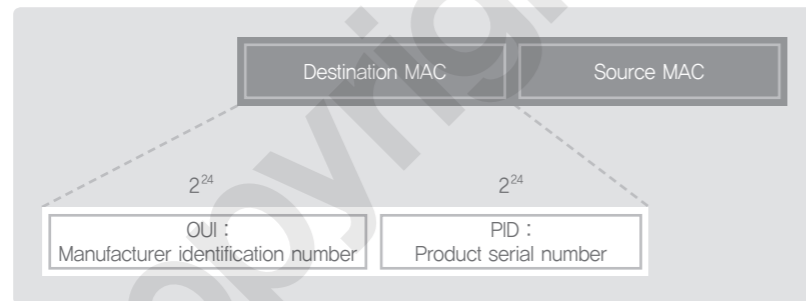 Destination MAC
Source MAC
2²⁴
2²⁴
OUI :
Manufacturer identification number
PID :
Product serial number